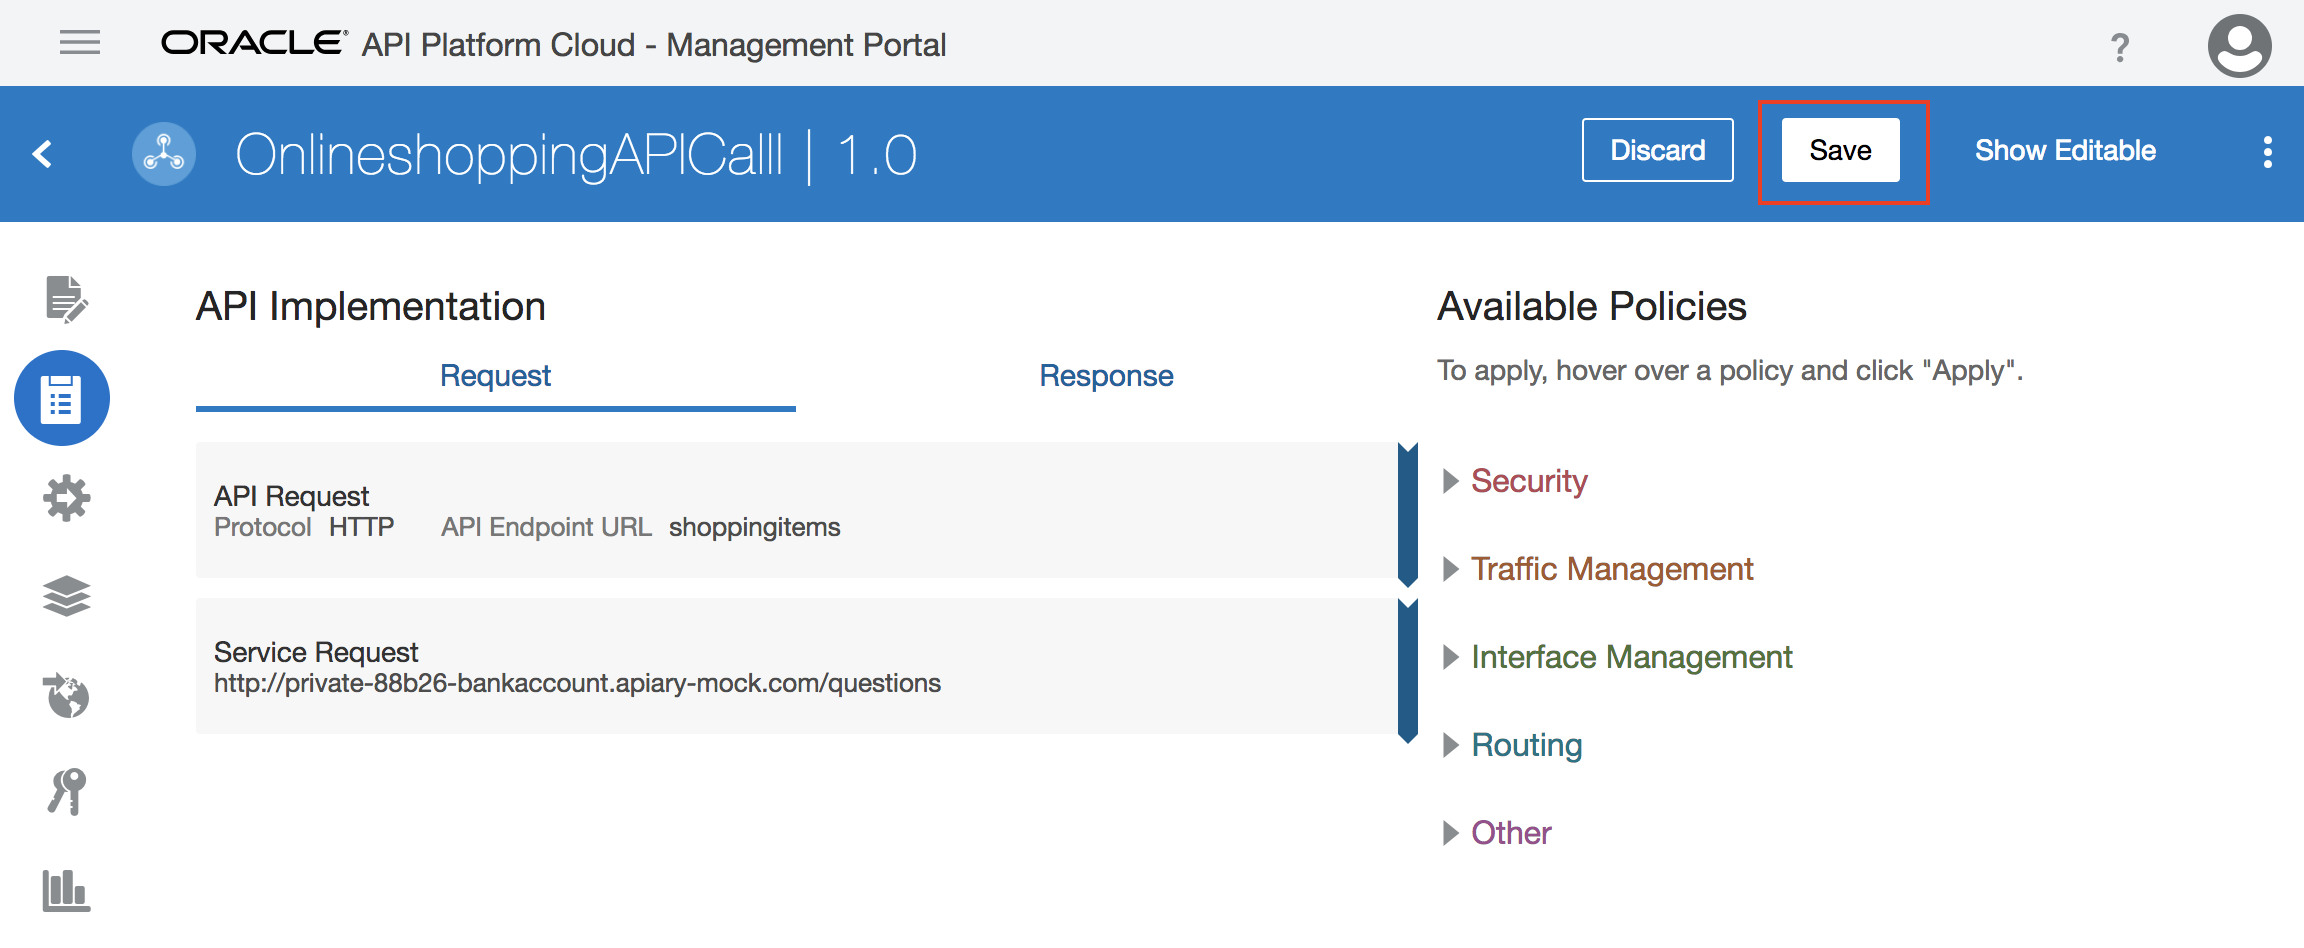 ORACLE® API Platform Cloud - Management Portal
?
OnlineshoppingAPICalll | 1.0
Discard
Save
Show Editable
API Implementation
Request
Response
API Request
Protocol HTTP API Endpoint URL shoppingitems
Service Request
http://private-88b26-bankaccount.apiary-mock.com/questions
Available Policies
To apply, hover over a policy and click "Apply".
Security
Traffic Management
Interface Management
Routing
Other